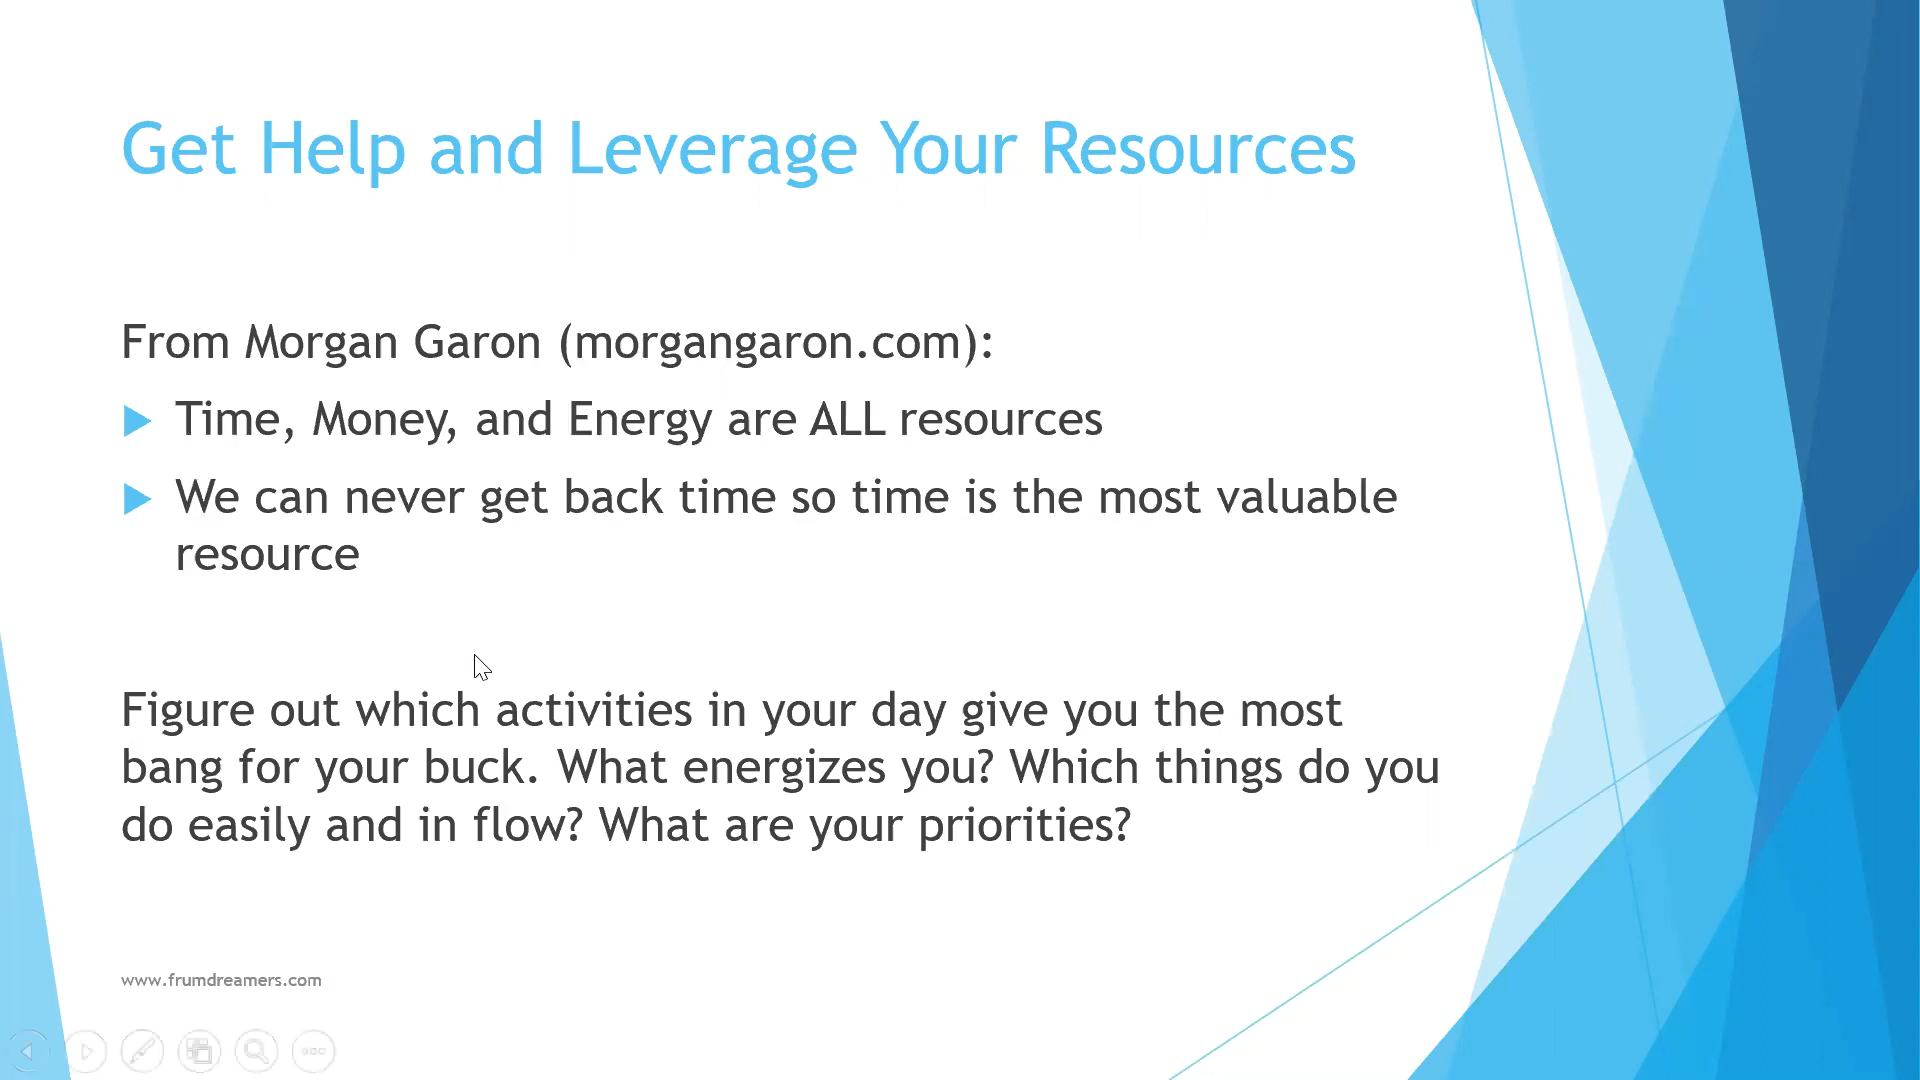 Get Help and Leverage Your Resources
From Morgan Garon (morgangaron.com):
Time, Money, and Energy are ALL resources
We can never get back time so time is the most valuable
resource
Figure out which activities in your day give you the most
bang for your buck. What energizes you? Which things do you
do easily and in flow? What are your priorities?
www.frumdreamers.com